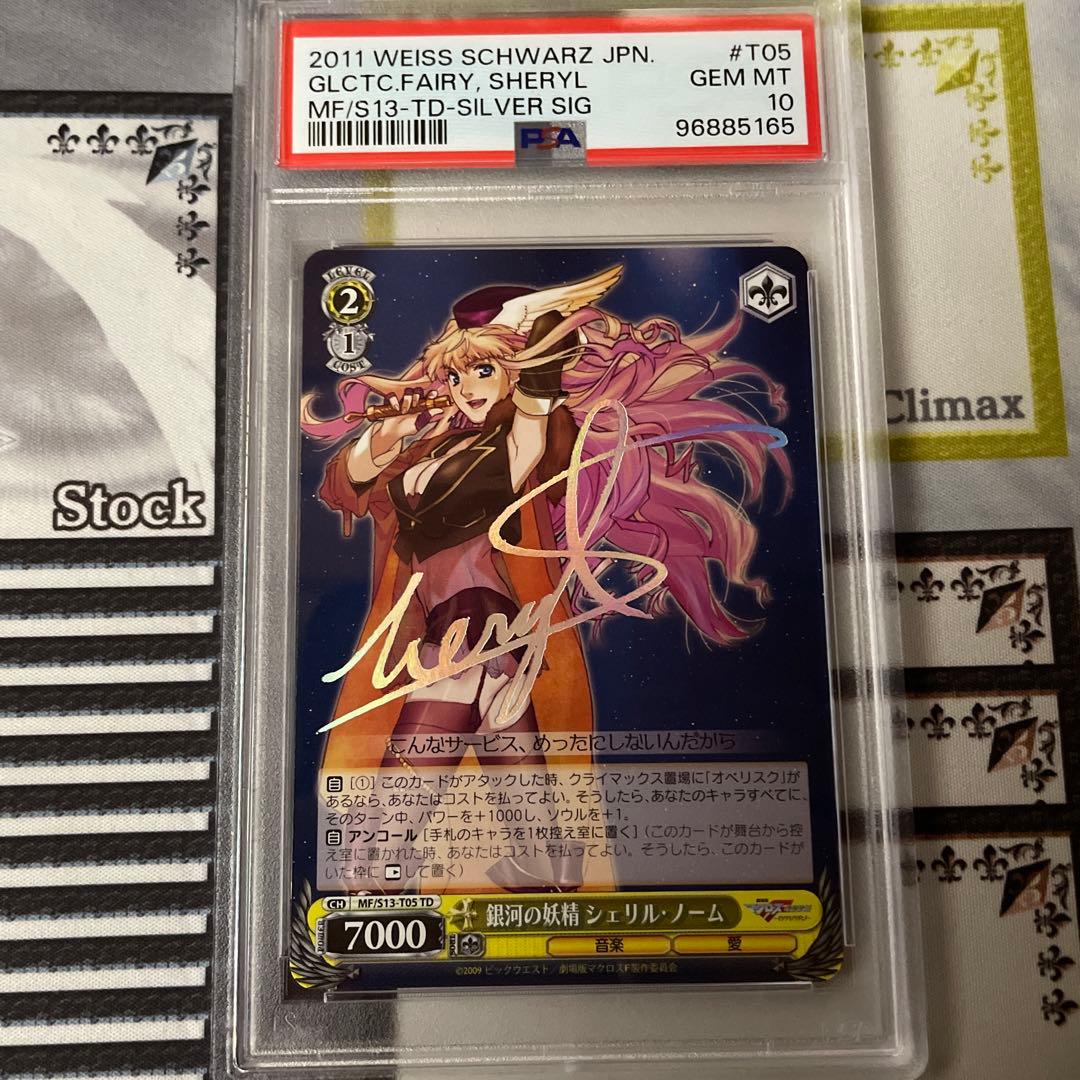 2011 WEISS SCHWARZ JPN. #T05
GLCTC.FAIRY, SHERYL GEM MT
MF/S13-TD-SILVER SIG 10
PSA 96885165
LEVEL
2
1
COST
Climax
Stock
Sheryl
こんなサービス、めったにしないんだから
自 [①] このカードがアタックした時、クライマックス置場に「オベリスク」が
あるなら、あなたはコストを払ってよい。そうしたら、あなたのキャラすべてに、
そのターン中、パワーを+1000し、ソウルを+1。
自 アンコール [手札のキャラを1枚控え室に置く] (このカードが舞台から控
え室に置かれた時、あなたはコストを払ってよい。そうしたら、このカードが
いた枠に して置く)
CH MF/S13-T05 TD
銀河の妖精 シェリル・ノーム
POWER 7000
音楽 愛
©2009 ビックウエスト/劇場版マクロスF製作委員会